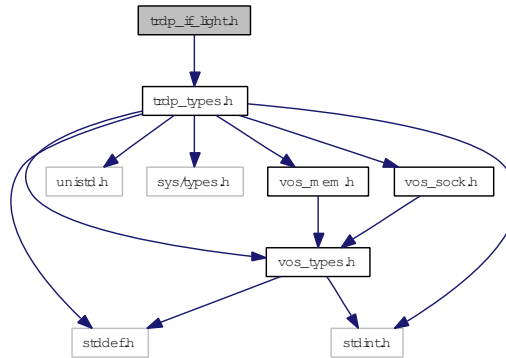 trdp_if_light.h
trdp_types.h
unistd.h
sys/types.h
vos_mem.h
vos_sock.h
vos_types.h
stddef.h
stdint.h